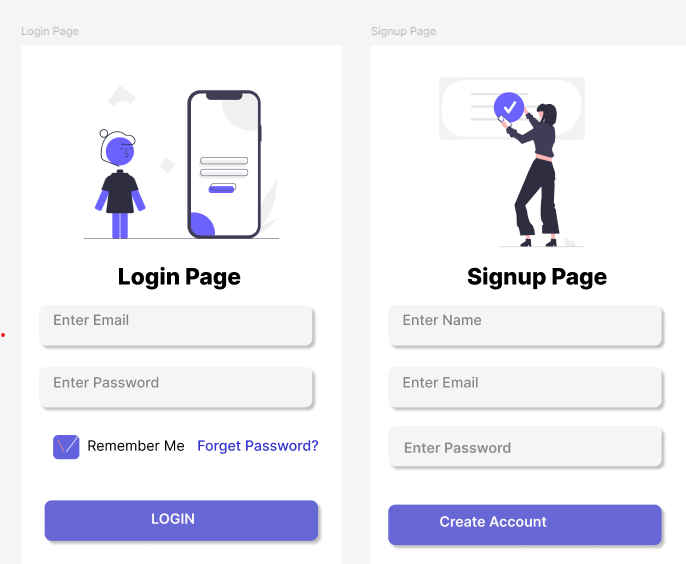 Login Page
Signup Page
Login Page
Enter Email
Enter Password
Remember Me Forget Password?
LOGIN
Signup Page
Enter Name
Enter Email
Enter Password
Create Account